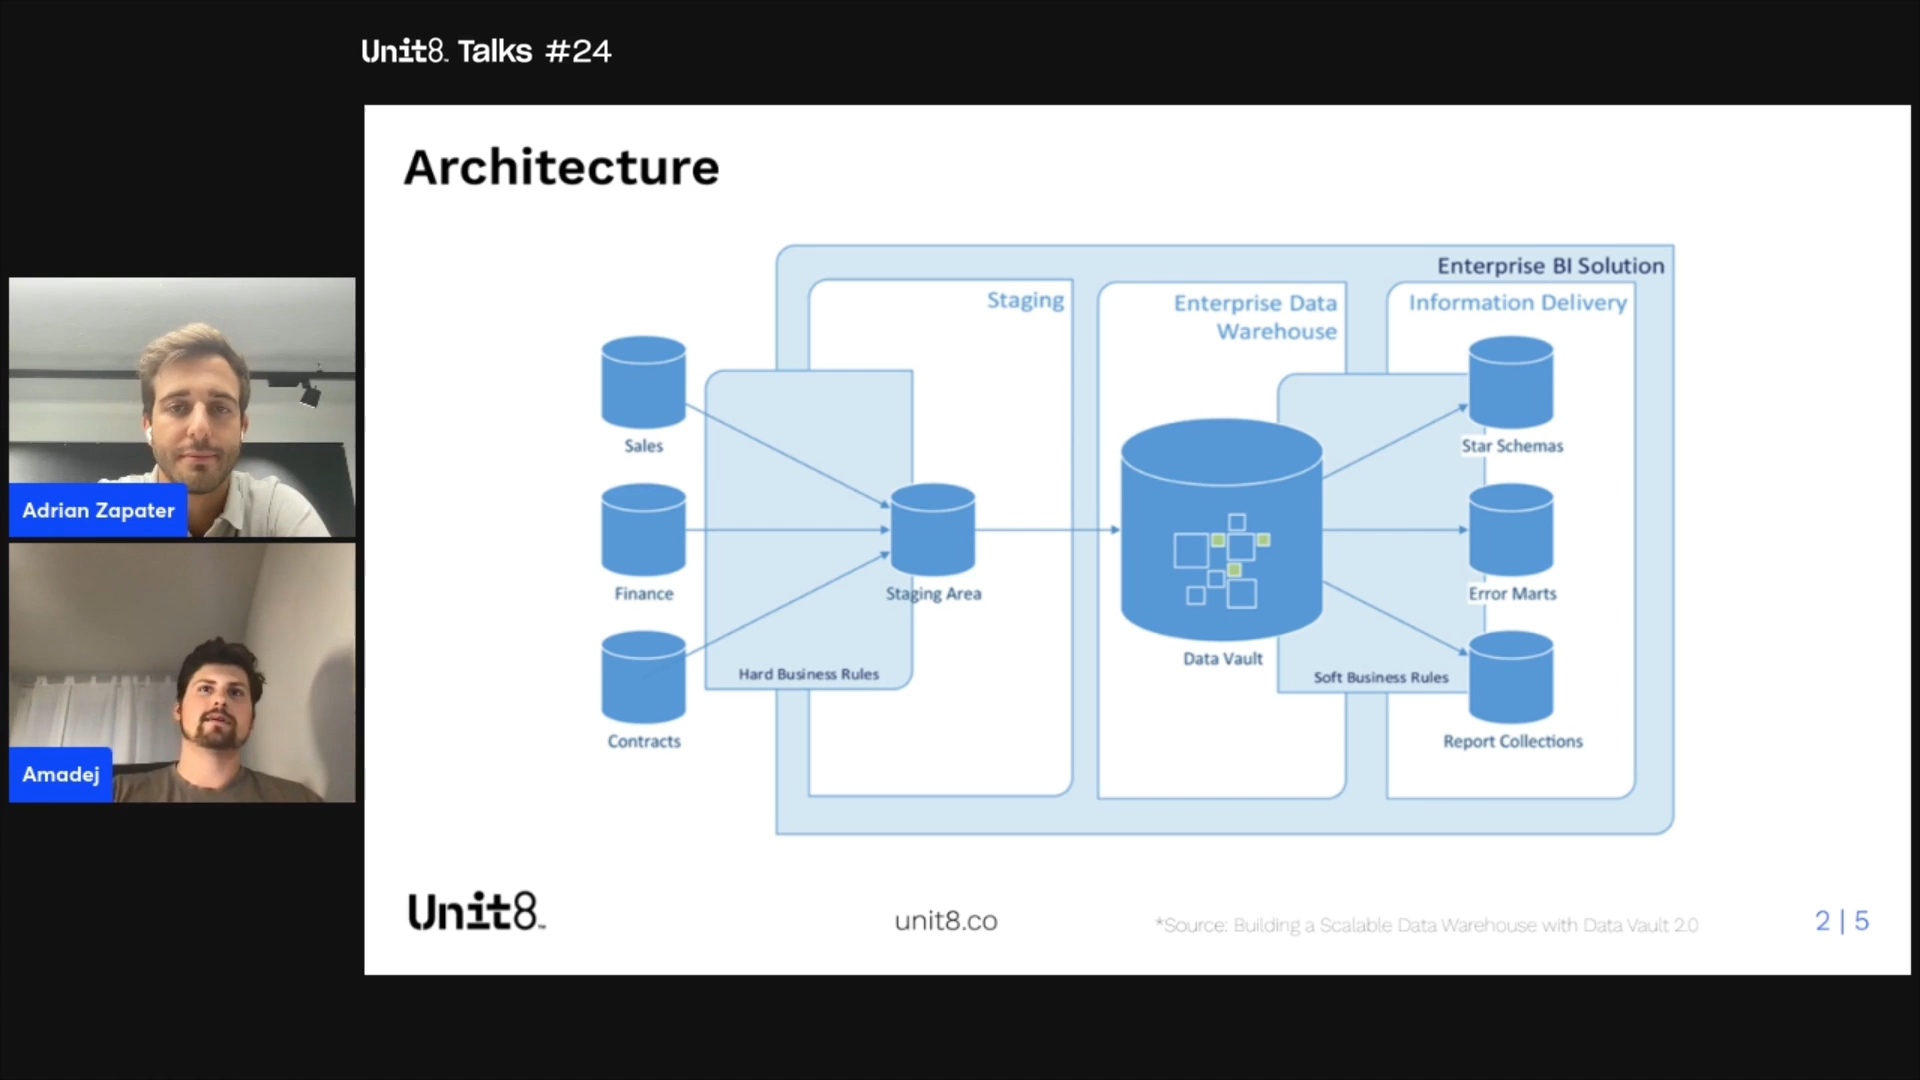 Unit8 Talks #24
Architecture
Enterprise BI Solution
Staging
Enterprise Data
Warehouse
Information Delivery
Sales
Finance
Contracts
Hard Business Rules
Staging Area
Data Vault
Soft Business Rules
Star Schemas
Error Marts
Report Collections
Adrian Zapater
Amadej
Unit8™
unit8.co
*Source: Building a Scalable Data Warehouse with Data Vault 2.0
2 | 5